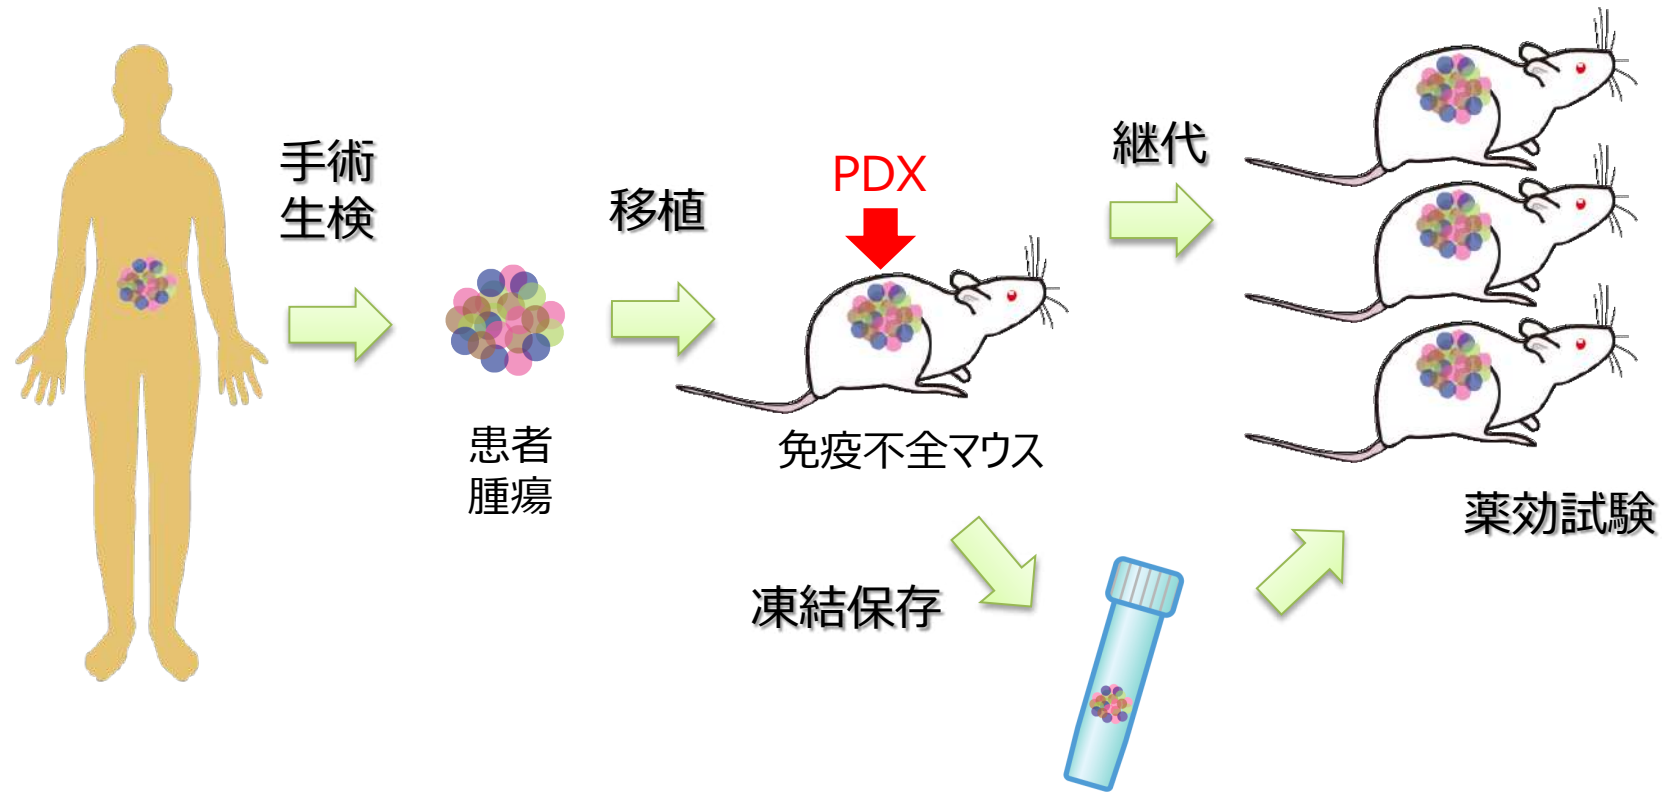 手術
生検
患者
腫瘍
移植
PDX
免疫不全マウス
継代
凍結保存
薬効試験